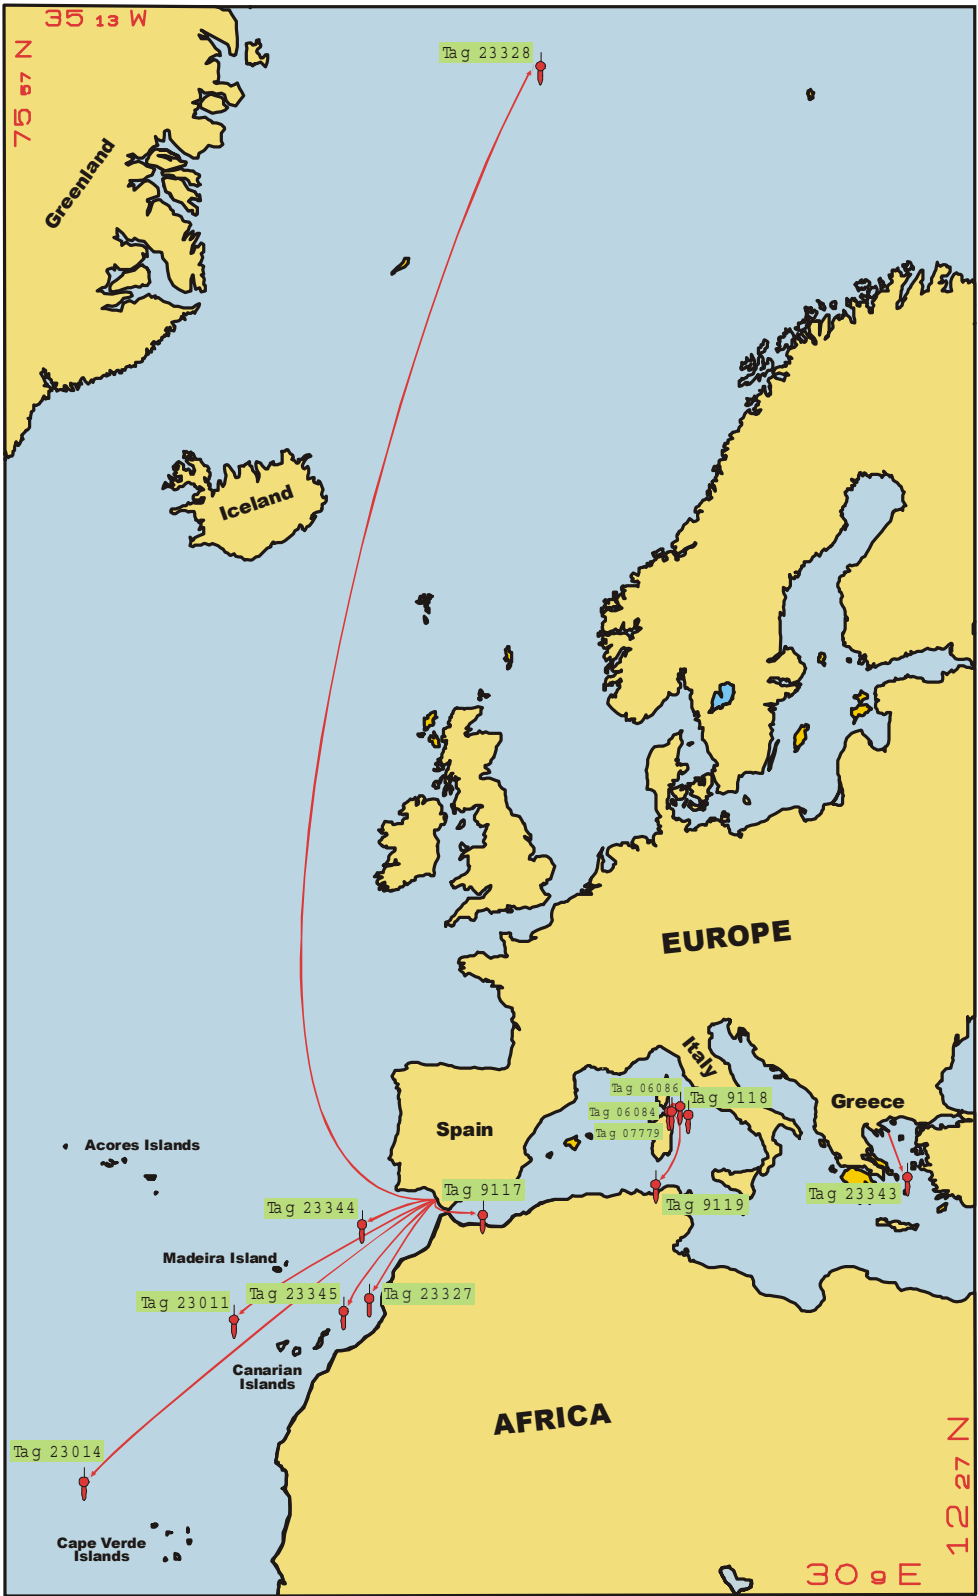 35 13 W
75 57 N
Tag 23328
Greenland
Iceland
EUROPE
Italy
Tag 06086
Tag 9118
Tag 06084
Greece
Tag 07779
Spain
Acores Islands
Tag 9117
Tag 23343
Tag 23344
Tag 9119
Madeira Island
Tag 23011
Tag 23345
Tag 23327
Canarian
Islands
AFRICA
Tag 23014
12 27 N
Cape Verde
Islands
30 9 E